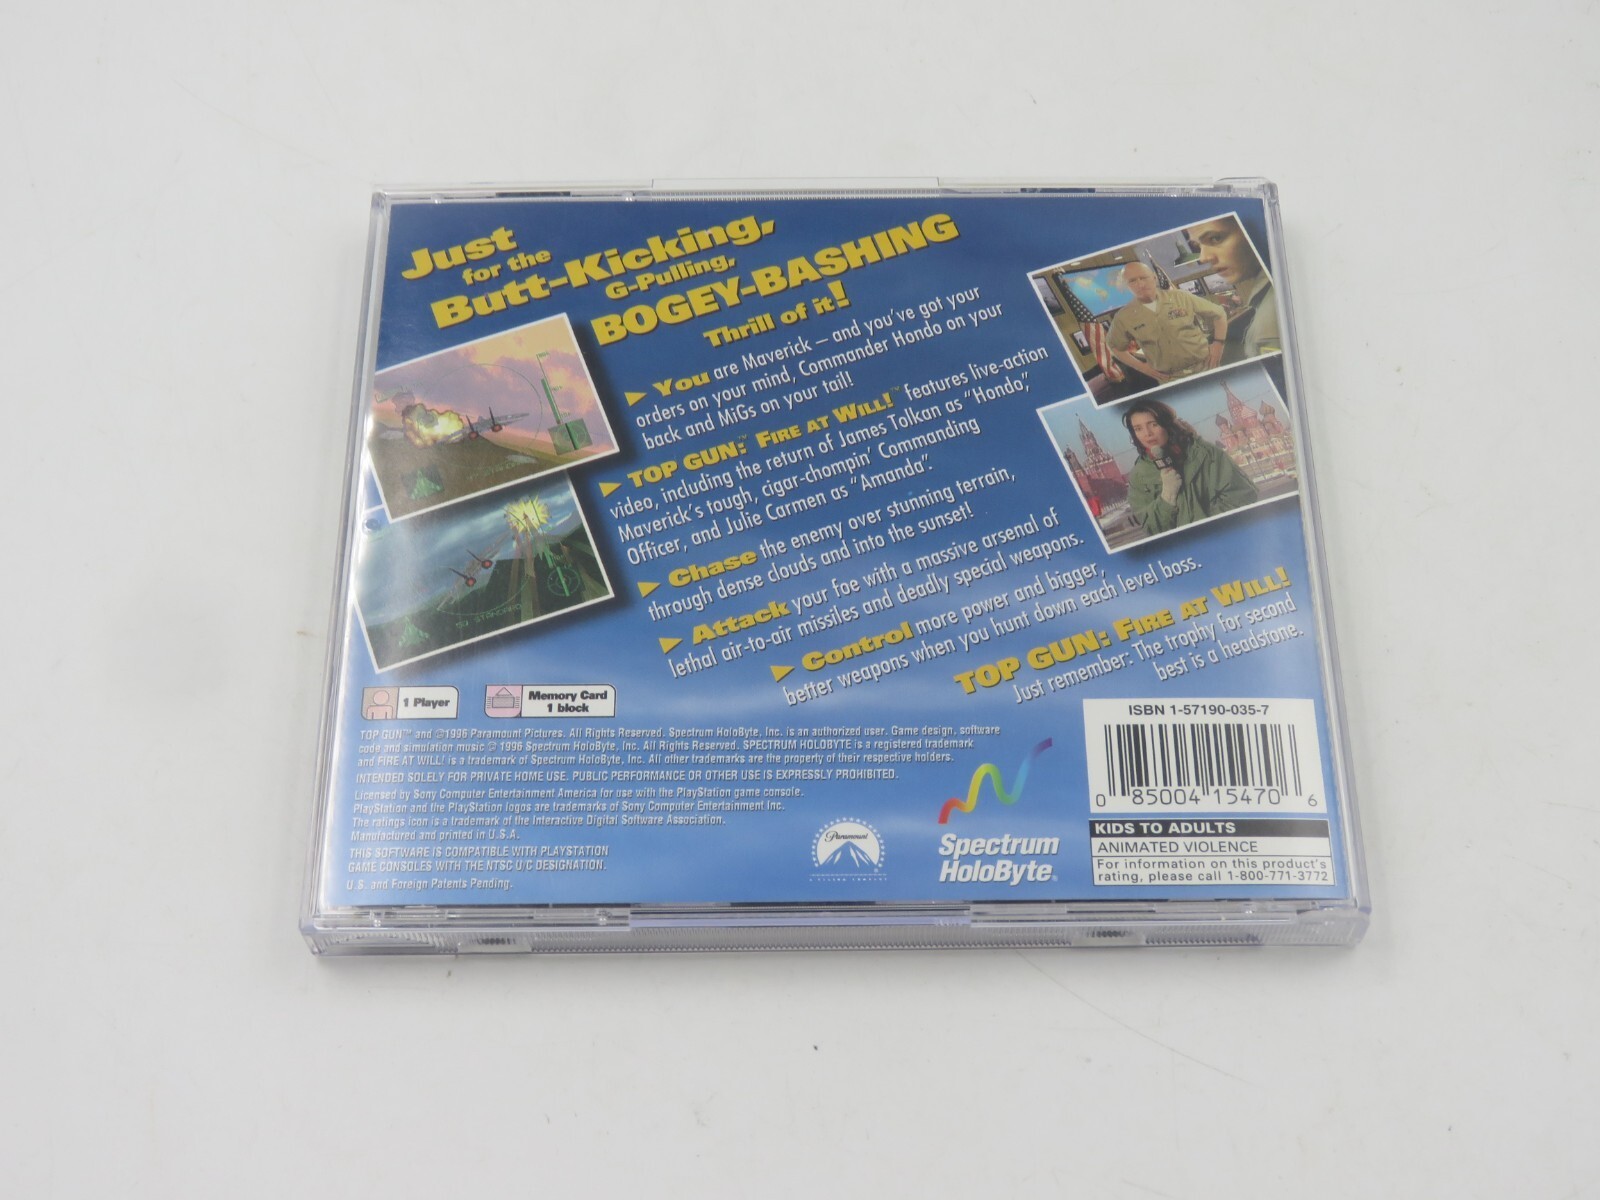 Just
for the
Butt-Kicking,
G-Pulling,
BOGEY-BASHING
Thrill of it!
► You are Maverick – and you've got your
orders on your mind, Commander Hondo on your
back and MiGs on your tail!
► TOP GUN:™ FIRE AT WILL!™ features live-action
video, including the return of James Tolkan as "Hondo",
Maverick's tough, cigar-chompin' Commanding
Officer, and Julie Carmen as "Amanda".
► Chase the enemy over stunning terrain,
through dense clouds and into the sunset!
► Attack your foe with a massive arsenal of
lethal air-to-air missiles and deadly special weapons.
► Control more power and bigger,
better weapons when you hunt down each level boss.
TOP GUN: FIRE AT WILL!
Just remember: The trophy for second
best is a headstone.
1 Player
Memory Card
1 block
TOP GUN™ and ©1996 Paramount Pictures. All Rights Reserved. Spectrum HoloByte, Inc. is an authorized user. Game design, software
code and simulation music © 1996 Spectrum HoloByte, Inc. All Rights Reserved. SPECTRUM HOLOBYTE is a registered trademark
and FIRE AT WILL! is a trademark of Spectrum HoloByte, Inc. All other trademarks are the property of their respective holders.
INTENDED SOLELY FOR PRIVATE HOME USE. PUBLIC PERFORMANCE OR OTHER USE IS EXPRESSLY PROHIBITED.
Licensed by Sony Computer Entertainment America for use with the PlayStation game console.
PlayStation and the PlayStation logos are trademarks of Sony Computer Entertainment Inc.
The ratings icon is a trademark of the Interactive Digital Software Association.
Manufactured and printed in U.S.A.
THIS SOFTWARE IS COMPATIBLE WITH PLAYSTATION
GAME CONSOLES WITH THE NTSC U/C DESIGNATION.
U.S. and Foreign Patents Pending.
Paramount
Spectrum
HoloByte
ISBN 1-57190-035-7
0 85004 15470 6
KIDS TO ADULTS
ANIMATED VIOLENCE
For information on this product's
rating, please call 1-800-771-3772